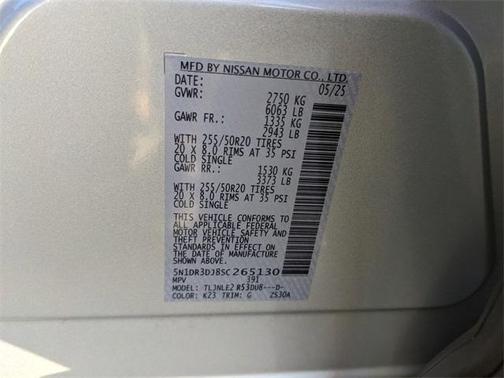 MFD BY NISSAN MOTOR CO., LTD.
DATE: 05/25
GVWR: 2750 KG
6063 LB
GAWR FR.: 1335 KG
2943 LB
WITH 255/50R20 TIRES
20 X 8.0 RIMS AT 35 PSI
COLD SINGLE
GAWR RR.: 1530 KG
3373 LB
WITH 255/50R20 TIRES
20 X 8.0 RIMS AT 35 PSI
COLD SINGLE
THIS VEHICLE CONFORMS TO ALL
APPLICABLE U.S. FEDERAL
MOTOR VEHICLE SAFETY AND THEFT
STANDARDS IN EFFECT ON
THE DATE OF MANUFACTURE
SHOWN ABOVE.
5N1DR3DJ8SC265130
MPV 391
MODEL: TLJNLE2 R53DU8---D-
COLOR: K23 TRIM: G ZS30A